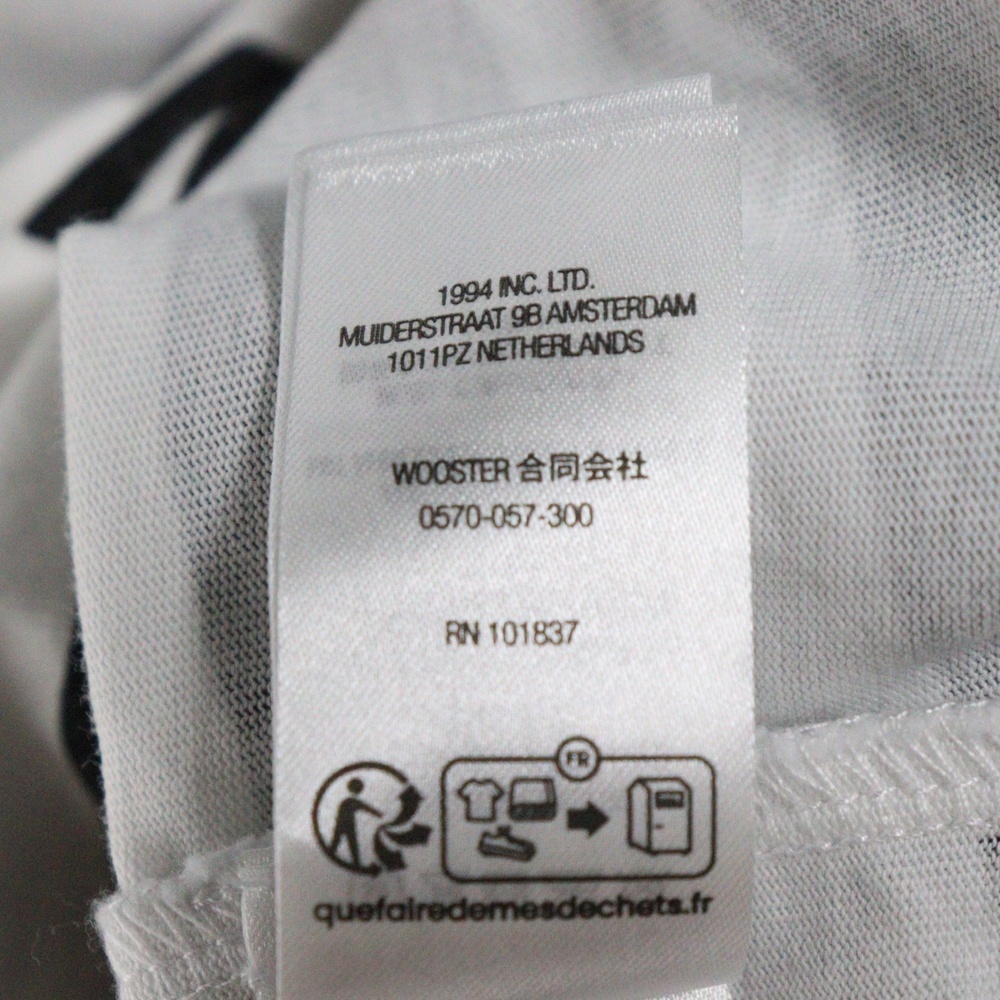 1994 INC. LTD.
MUIDERSTRAAT 9B AMSTERDAM
1011PZ NETHERLANDS
WOOSTER 合同会社
0570-057-300
RN 101837
FR
quefairedemesdechets.fr